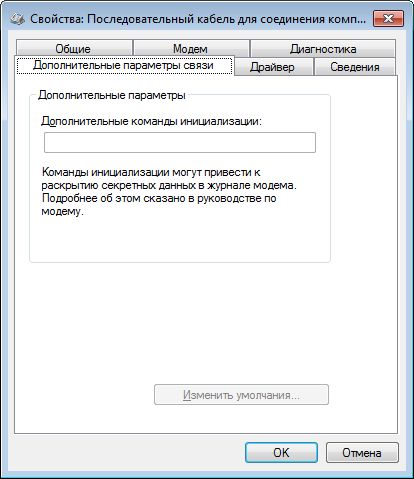 Свойства: Последовательный кабель для соединения комп...
Общие Модем Диагностика
Дополнительные параметры связи Драйвер Сведения
Дополнительные параметры
Дополнительные команды инициализации:
Команды инициализации могут привести к
раскрытию секретных данных в журнале модема.
Подробнее об этом сказано в руководстве по
модему.
Изменить умолчания...
OK Отмена